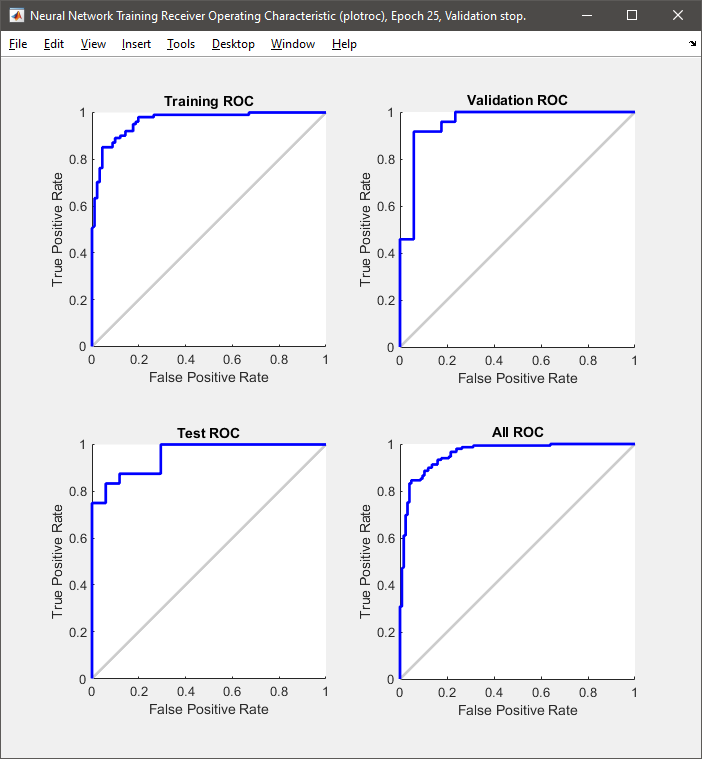 Neural Network Training Receiver Operating Characteristic (plotroc), Epoch 25, Validation stop.
File Edit View Insert Tools Desktop Window Help
Training ROC
1
0.8
0.6
0.4
0.2
0
True Positive Rate
0 0.2 0.4 0.6 0.8 1
False Positive Rate
Validation ROC
1
0.8
0.6
0.4
0.2
0
True Positive Rate
0 0.2 0.4 0.6 0.8 1
False Positive Rate
Test ROC
1
0.8
0.6
0.4
0.2
0
True Positive Rate
0 0.2 0.4 0.6 0.8 1
False Positive Rate
All ROC
1
0.8
0.6
0.4
0.2
0
True Positive Rate
0 0.2 0.4 0.6 0.8 1
False Positive Rate